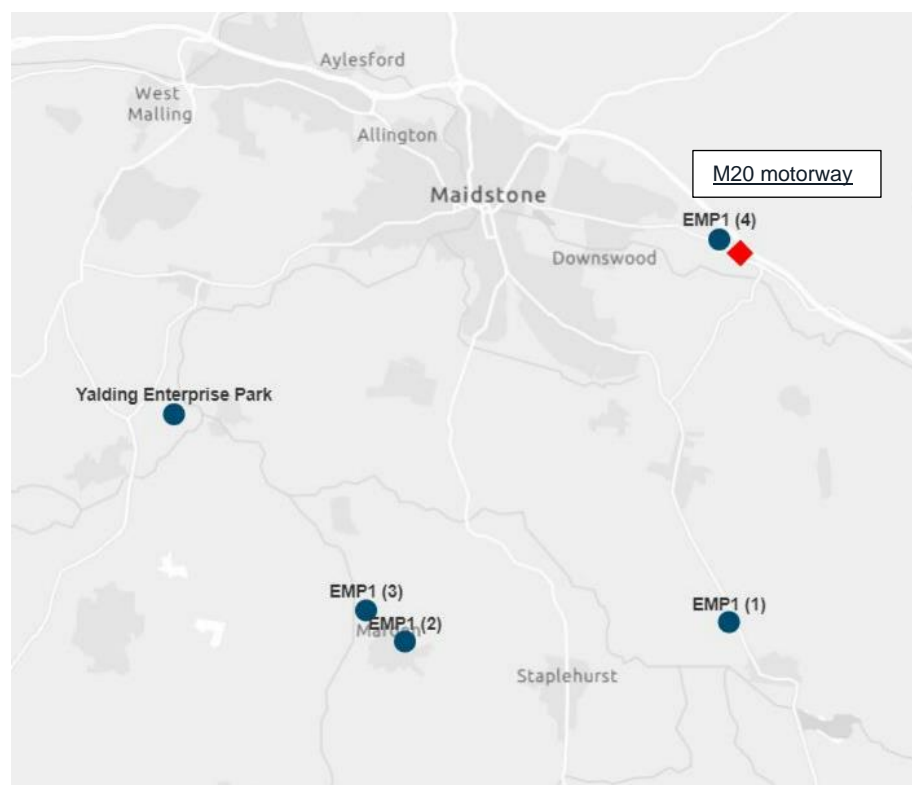 Aylesford
West
Malling
Allington
M20 motorway
Maidstone
EMP1 (4)
Downswood
Yalding Enterprise Park
EMP1 (3)
EMP1 (1)
EMP1 (2)
Staplehurst